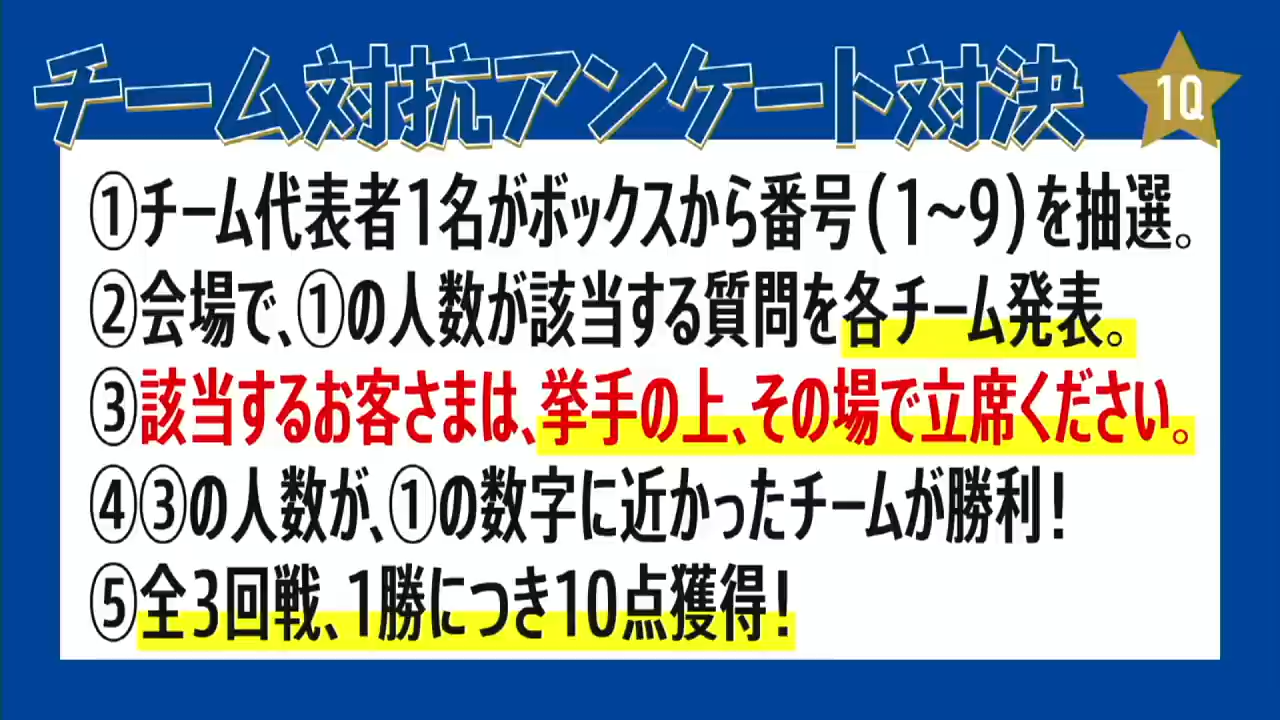 チーム対抗アンケート対決
1Q
①チーム代表者1名がボックスから番号(1~9)を抽選。
②会場で、①の人数が該当する質問を各チーム発表。
③該当するお客さまは、挙手の上、その場で立席ください。
④③の人数が、①の数字に近かったチームが勝利!
⑤全3回戦、1勝につき10点獲得!